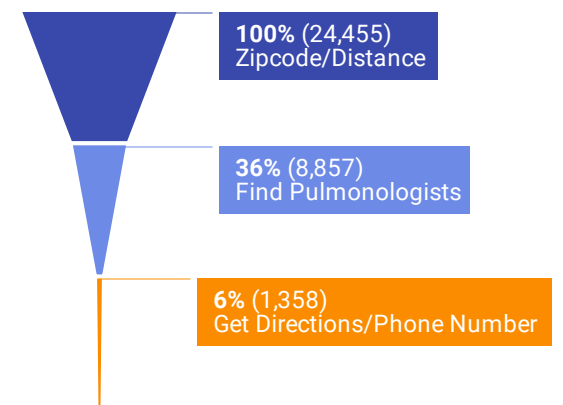 100% (24,455)
Zipcode/Distance
36% (8,857)
Find Pulmonologists
6% (1,358)
Get Directions/Phone Number